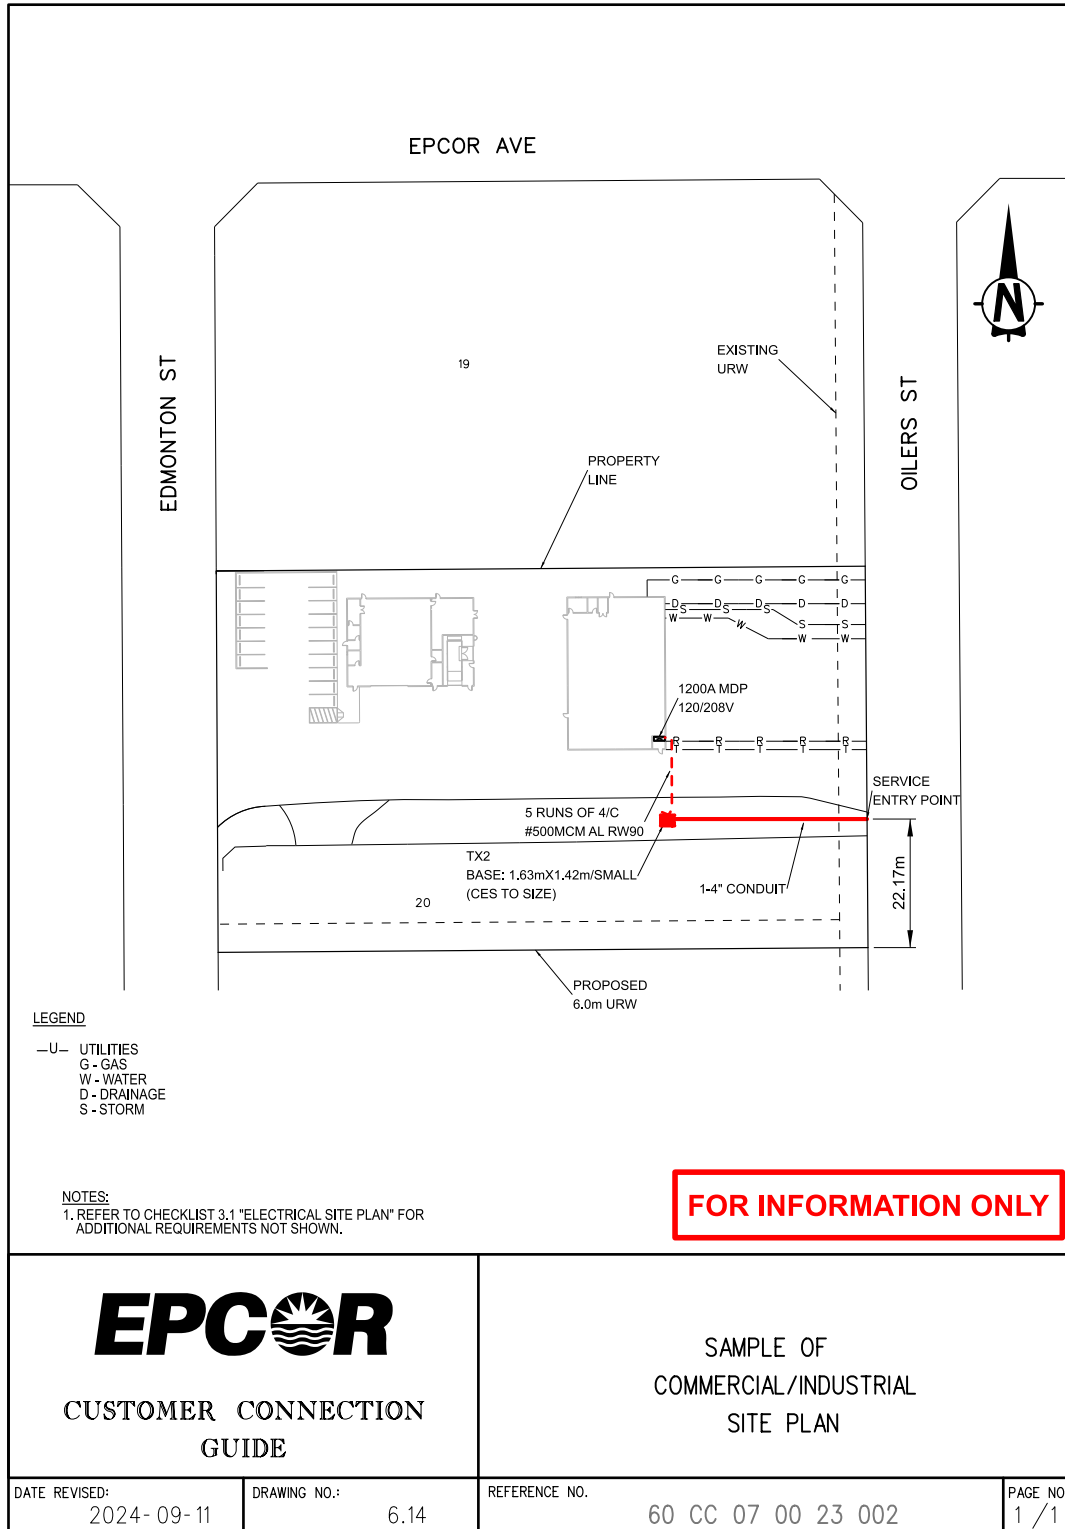 EPCOR AVE
EDMONTON ST
OILERS ST
N
19
EXISTING
URW
PROPERTY
LINE
G G G G G
D D D D D
S S S
S S
W W W
W W
1200A MDP
120/208V
R R R R R
T T T T T
SERVICE
ENTRY POINT
5 RUNS OF 4/C
#500MCM AL RW90
TX2
BASE: 1.63mX1.42m/SMALL
(CES TO SIZE)
1-4" CONDUIT
22.17m
20
PROPOSED
6.0m URW
LEGEND
—U— UTILITIES
G - GAS
W - WATER
D - DRAINAGE
S - STORM
NOTES:
1. REFER TO CHECKLIST 3.1 "ELECTRICAL SITE PLAN" FOR
ADDITIONAL REQUIREMENTS NOT SHOWN.
FOR INFORMATION ONLY
EPCOR
CUSTOMER CONNECTION
GUIDE
SAMPLE OF
COMMERCIAL/INDUSTRIAL
SITE PLAN
DATE REVISED:
2024-09-11
DRAWING NO.:
6.14
REFERENCE NO.
60 CC 07 00 23 002
PAGE NO
1/1